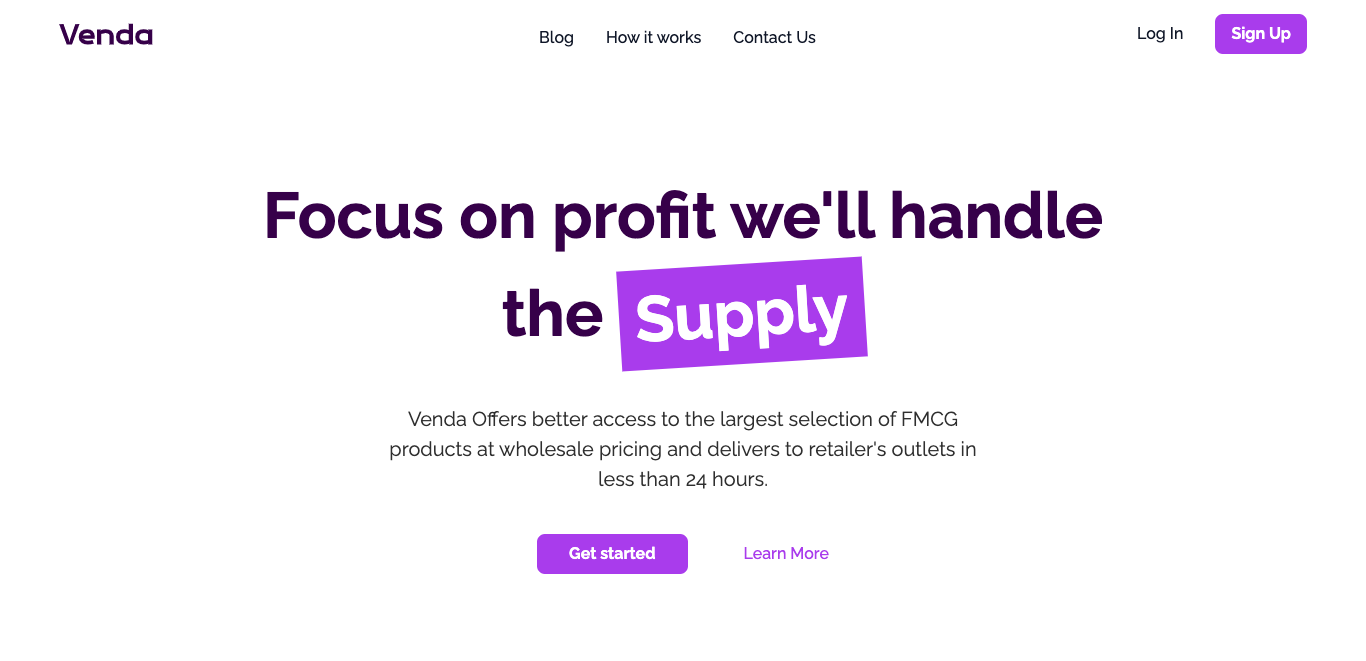 Venda
Blog
How it works
Contact Us
Log In
Sign Up
Focus on profit we'll handle
the Supply
Venda Offers better access to the largest selection of FMCG
products at wholesale pricing and delivers to retailer's outlets in
less than 24 hours.
Get started
Learn More